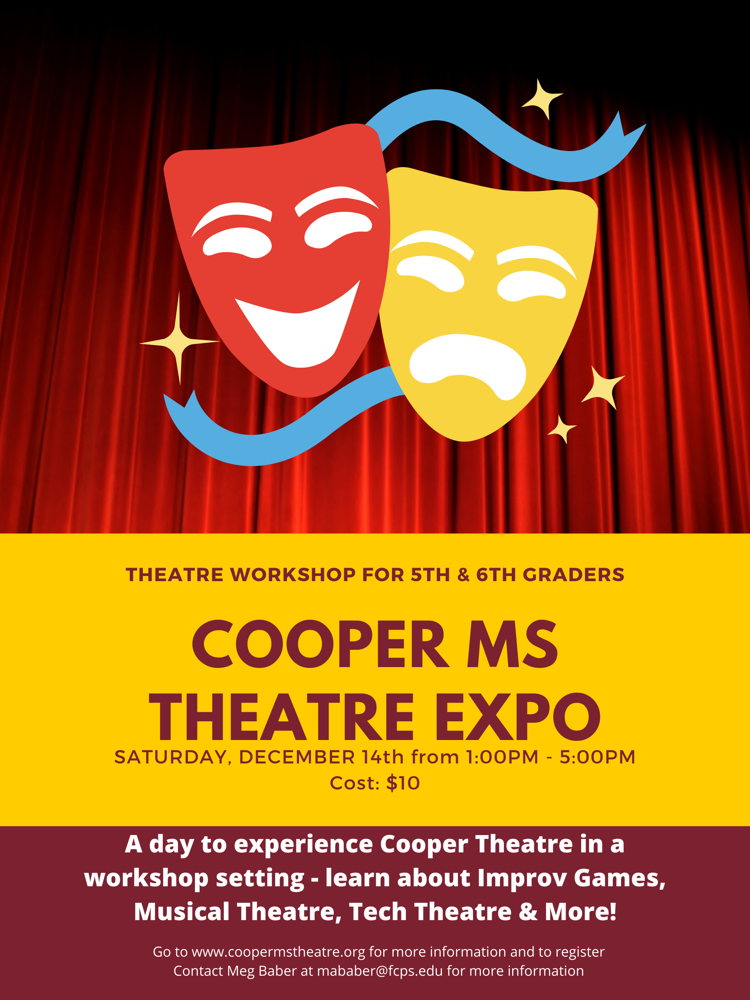 THEATRE WORKSHOP FOR 5TH & 6TH GRADERS
COOPER MS
THEATRE EXPO
SATURDAY, DECEMBER 14th from 1:00PM - 5:00PM
Cost: $10
A day to experience Cooper Theatre in a
workshop setting - learn about Improv Games,
Musical Theatre, Tech Theatre & More!
Go to www.coopermstheatre.org for more information and to register
Contact Meg Baber at mababer@fcps.edu for more information